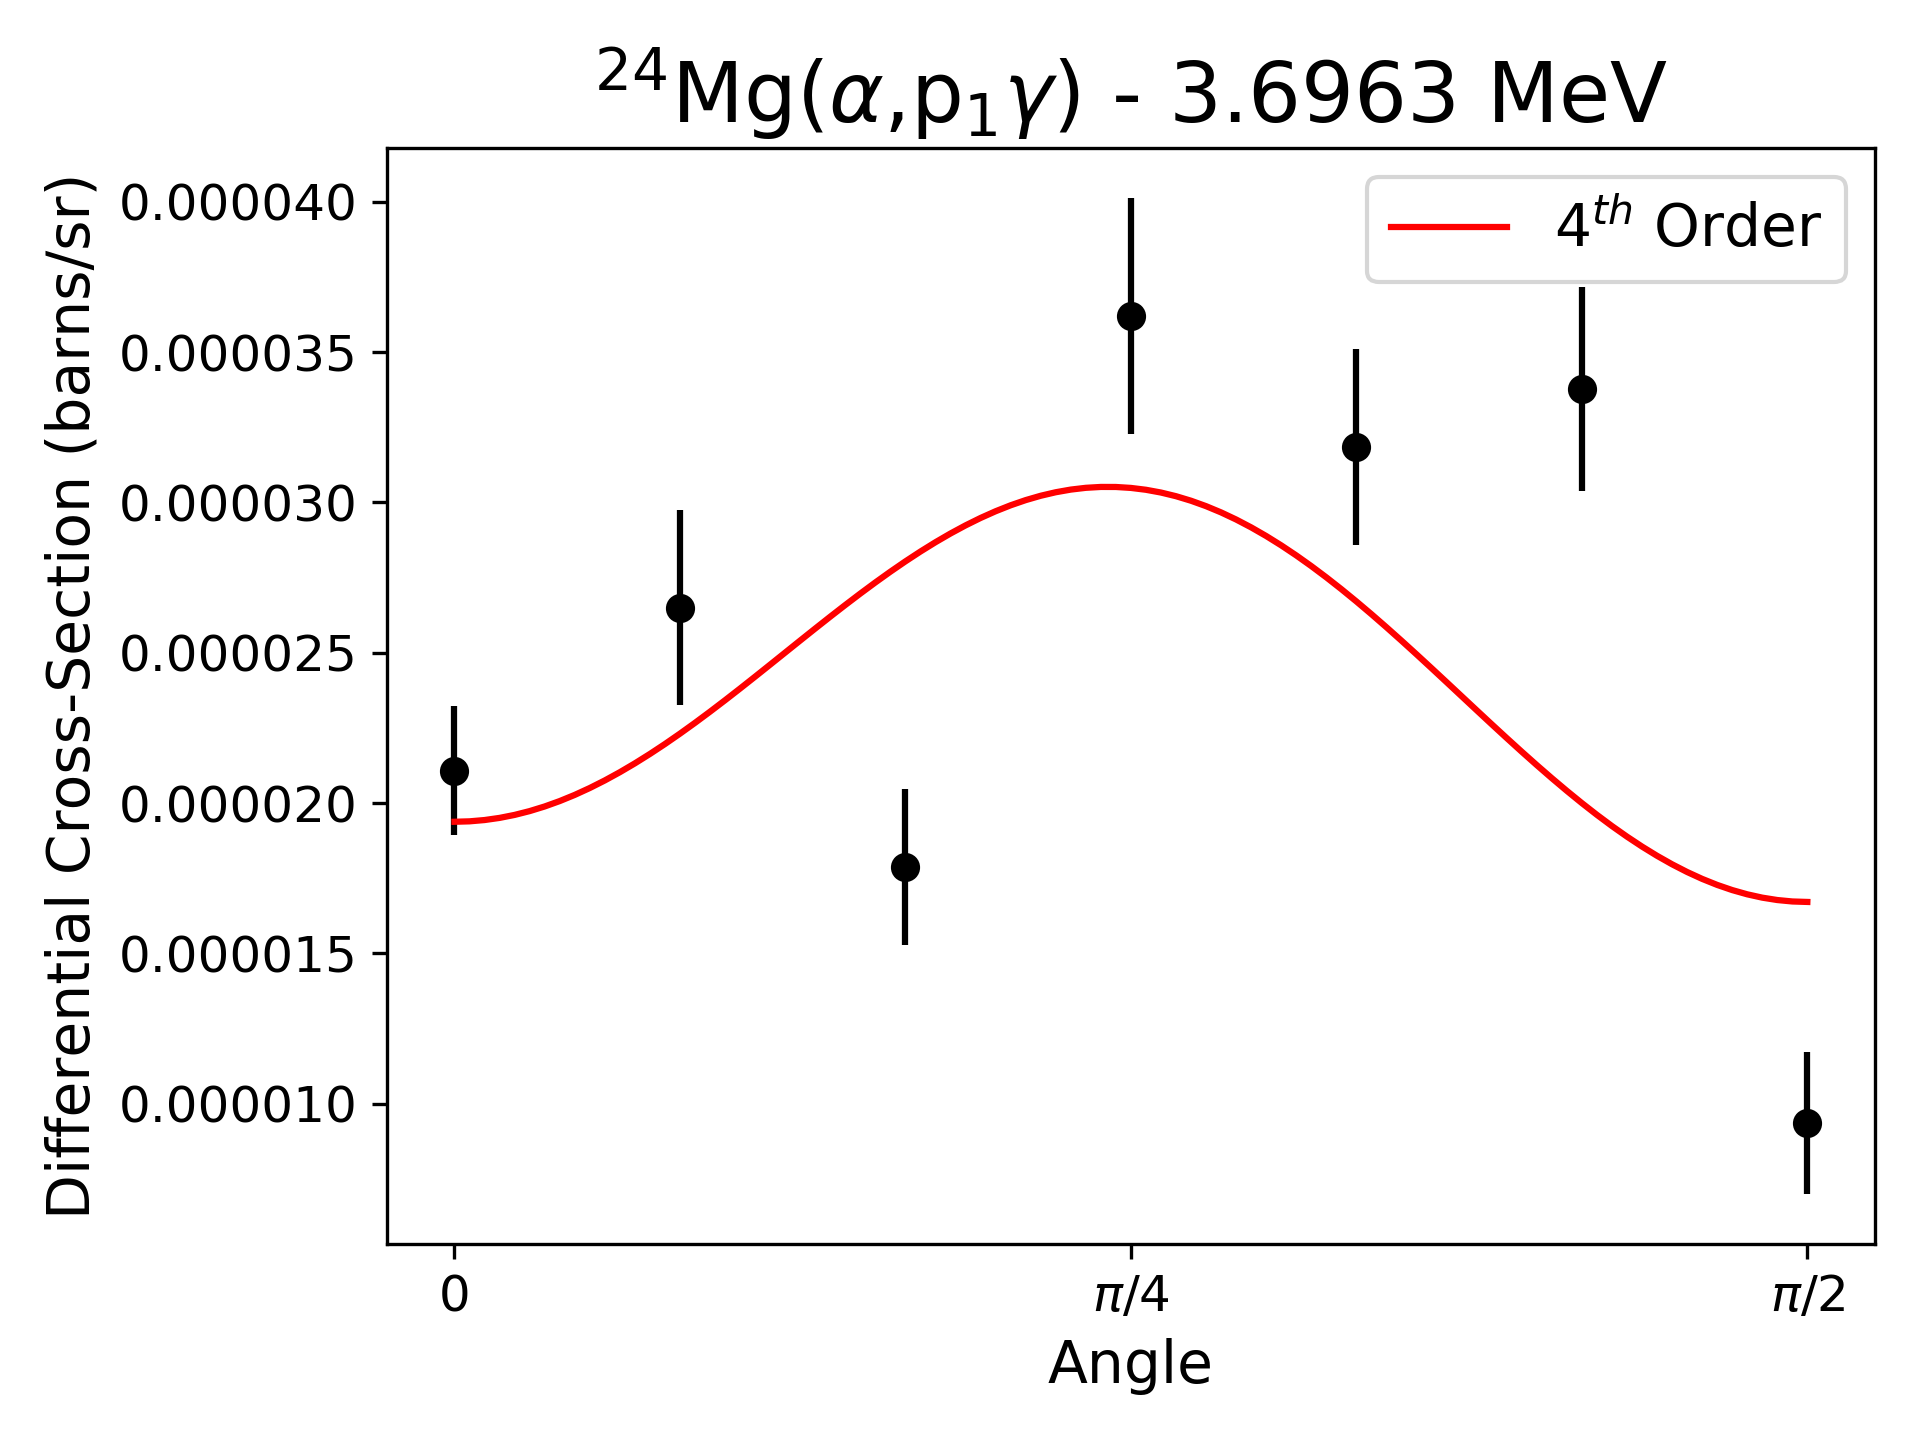 ²⁴Mg(α,p₁γ) - 3.6963 MeV
4ᵗʰ Order
Differential Cross-Section (barns/sr)
0.000040
0.000035
0.000030
0.000025
0.000020
0.000015
0.000010
0
π/4
π/2
Angle